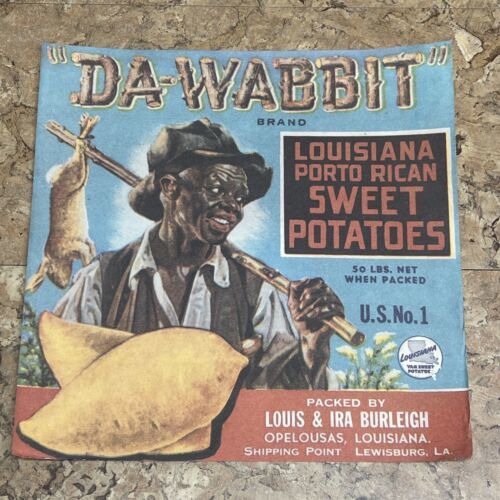 "DA-WABBIT"
BRAND
LOUISIANA
PORTO RICAN
SWEET
POTATOES
50 LBS. NET
WHEN PACKED
U.S. No. 1
LOUISIANA
YAM SWEET
POTATOE
PACKED BY
LOUIS & IRA BURLEIGH
OPELOUSAS, LOUISIANA.
SHIPPING POINT LEWISBURG, LA.